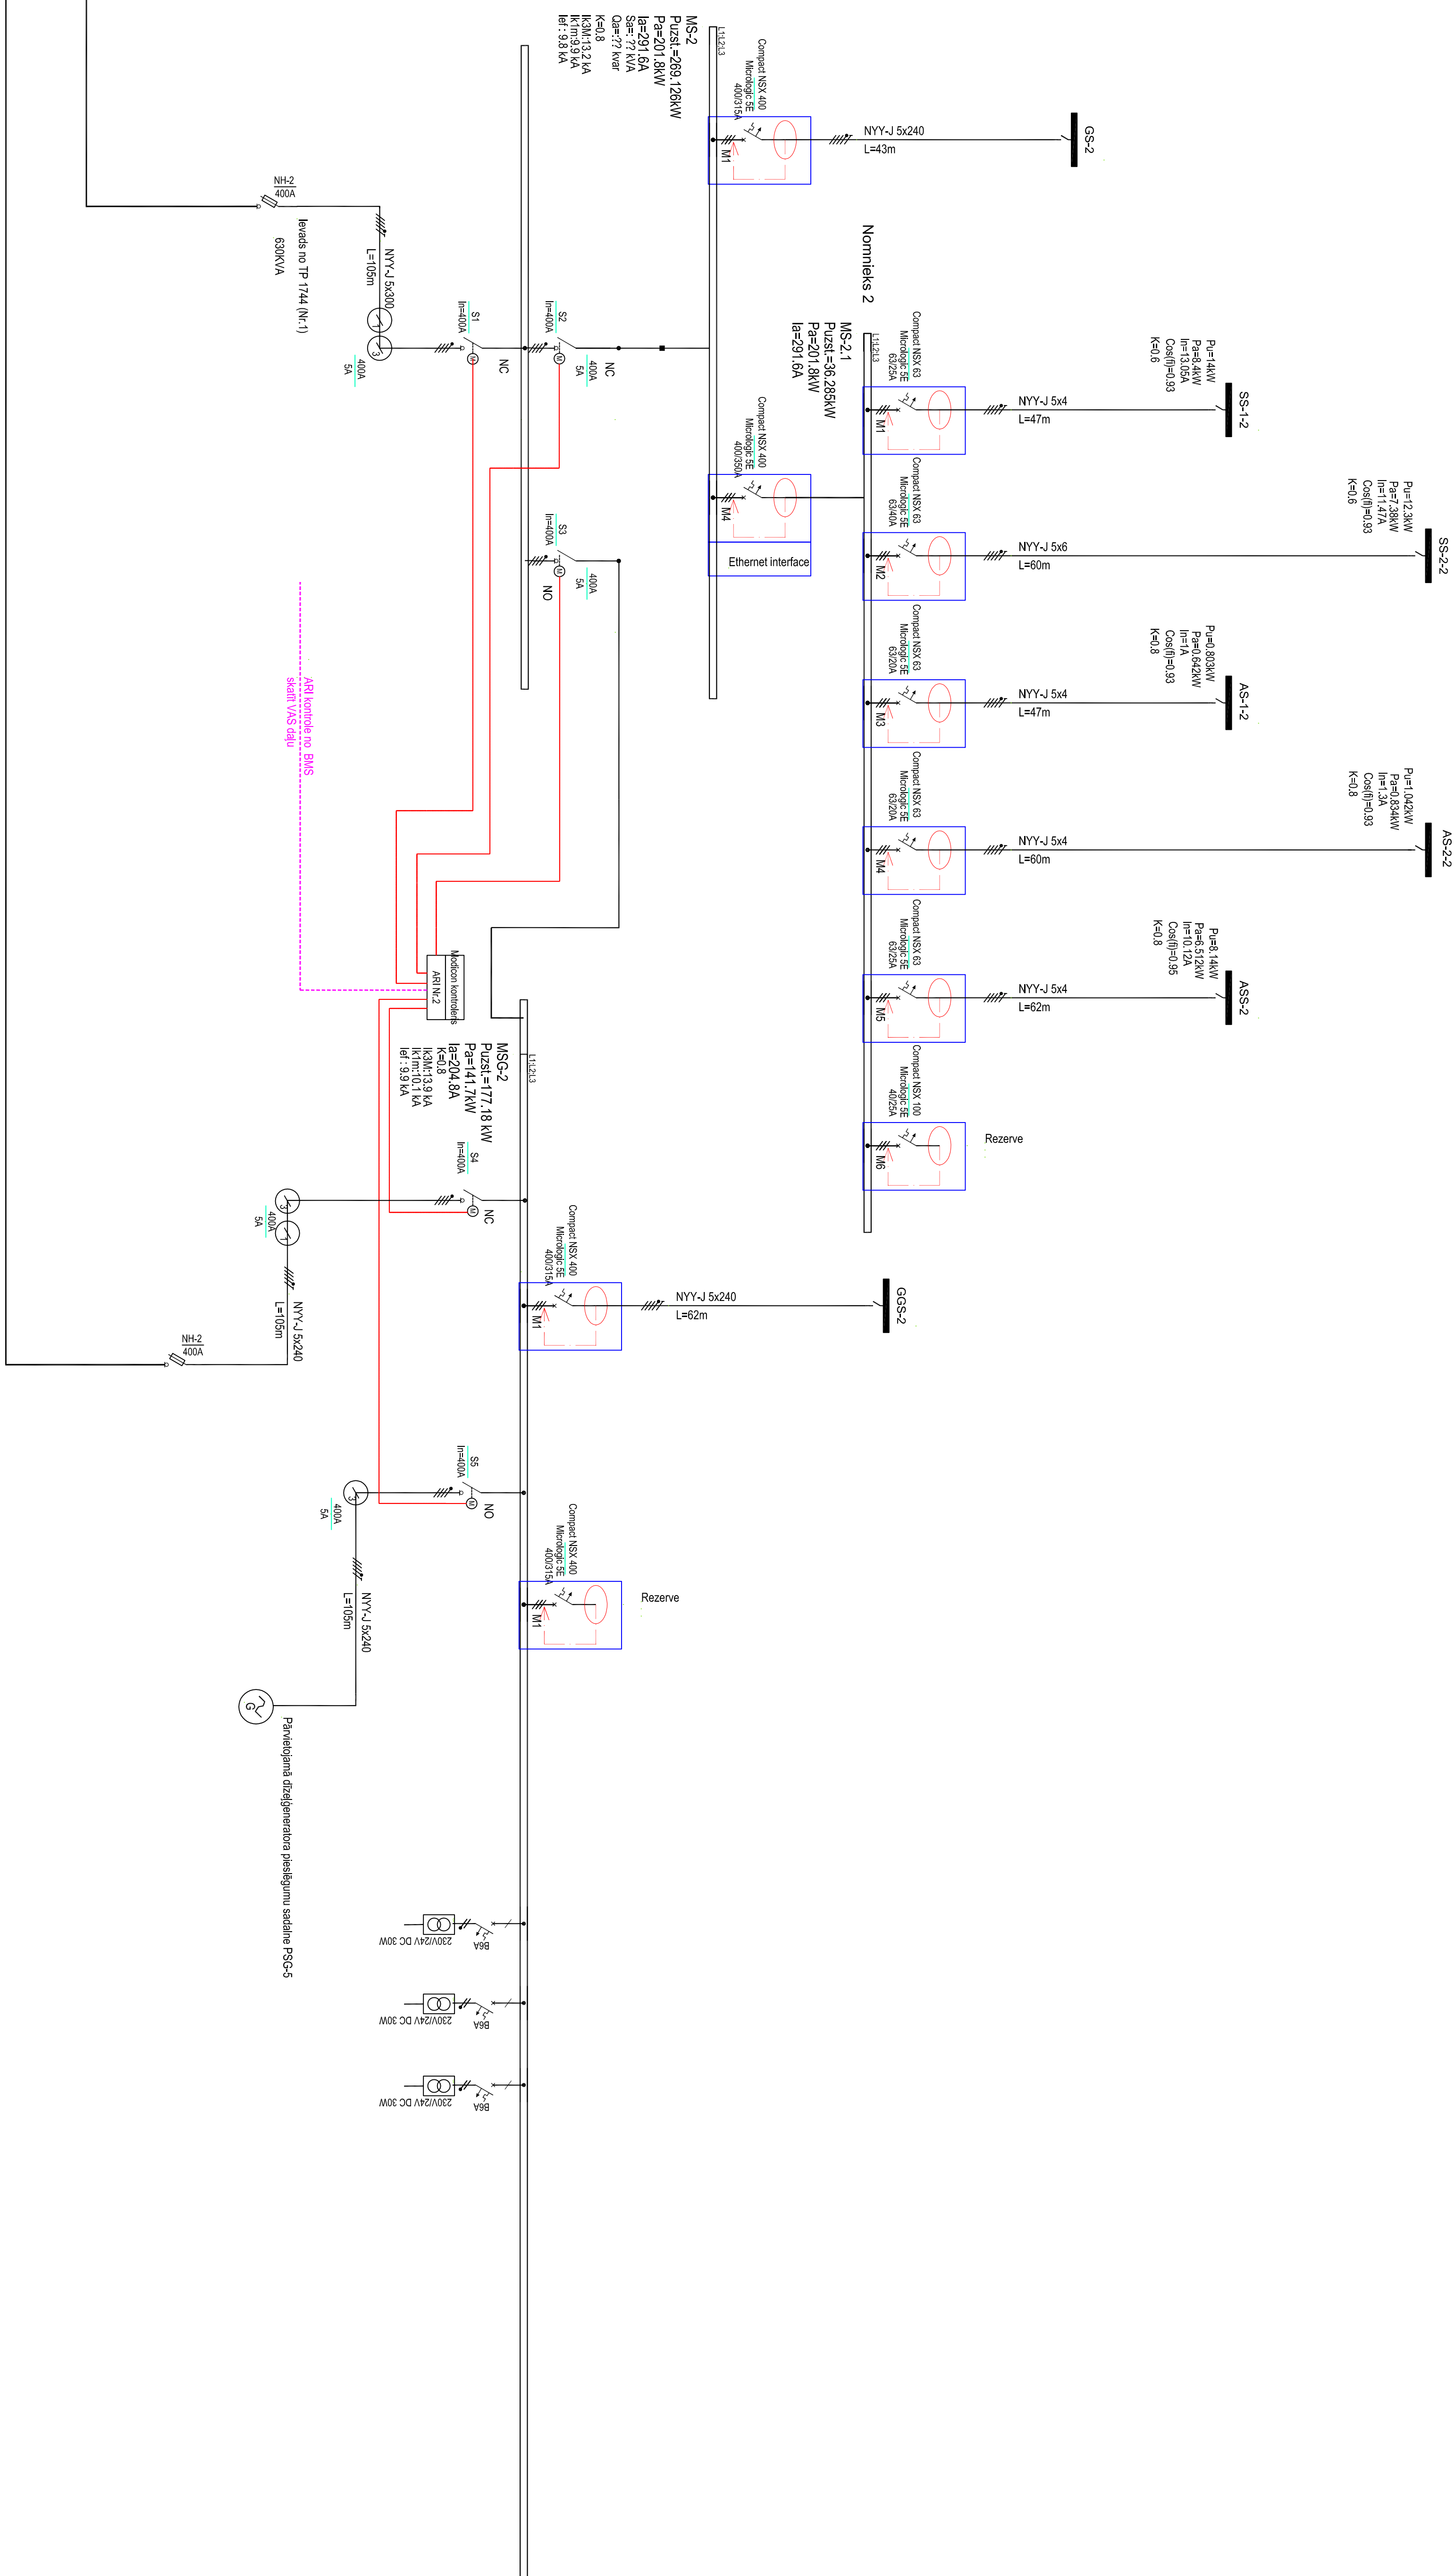 GS-2
NYY-J 5x240
L=43m
Compact NSX 400
Micrologic 5E
400/315A
M1
L1;L2;L3
MS-2
Puzst.=269.126kW
Pa=201.8kW
Ia=291.6A
Sa=: ?? kVA
Qa=:?? kvar
K=0.8
Ik3M:13.2 kA
Ik1m:9.9 kA
Ief : 9.8 kA
Nomnieks 2
MS-2.1
Puzst.=36.285kW
Pa=201.8kW
Ia=291.6A
L1;L2;L3
Compact NSX 400
Micrologic 5E
400/350A
M4
Ethernet interface
SS-1-2
Pu=14kW
Pa=8.4kW
In=13.05A
Cos(fi)=0.93
K=0.6
NYY-J 5x4
L=47m
Compact NSX 63
Micrologic 5E
63/25A
M1
SS-2-2
Pu=12.3kW
Pa=7.38kW
In=11.47A
Cos(fi)=0.93
K=0.6
NYY-J 5x6
L=60m
Compact NSX 63
Micrologic 5E
63/40A
M2
AS-1-2
Pu=0.803kW
Pa=0.642kW
In=1A
Cos(fi)=0.93
K=0.8
NYY-J 5x4
L=47m
Compact NSX 63
Micrologic 5E
63/20A
M3
AS-2-2
Pu=1.042kW
Pa=0.834kW
In=1.3A
Cos(fi)=0.93
K=0.8
NYY-J 5x4
L=60m
Compact NSX 63
Micrologic 5E
63/20A
M4
ASS-2
Pu=8.14kW
Pa=6.512kW
In=10.12A
Cos(fi)=0.95
K=0.8
NYY-J 5x4
L=62m
Compact NSX 63
Micrologic 5E
63/25A
M5
Rezerve
Compact NSX 100
Micrologic 5E
40/25A
M6
NH-2
400A
Ievads no TP 1744 (Nr.1)
630KVA
NYY-J 5x300
L=105m
400A
5A
S1
In=400A
M
NC
S2
In=400A
M
400A
5A
NC
S3
In=400A
M
400A
5A
NO
ARI kontrole no BMS
skatīt VAS daļu
Modicon kontrolieris
ARI Nr.2
L1;L2;L3
MSG-2
Puzst.=177.18 kW
Pa=141.7kW
Ia=204.8A
K=0.8
Ik3M:13.9 kA
Ik1m:10.1 kA
Ief : 9.9 kA
S4
In=400A
M
NC
400A
5A
NYY-J 5x240
L=105m
NH-2
400A
GGS-2
NYY-J 5x240
L=62m
Compact NSX 400
Micrologic 5E
400/315A
M1
S5
In=400A
M
NO
3
400A
5A
NYY-J 5x240
L=105m
G
Pārvietojamā dīzeļģeneratora pieslēgumu sadalne PSG-5
Rezerve
Compact NSX 400
Micrologic 5E
400/315A
M1
B6A
230V/24V DC 30W
B6A
230V/24V DC 30W
B6A
230V/24V DC 30W